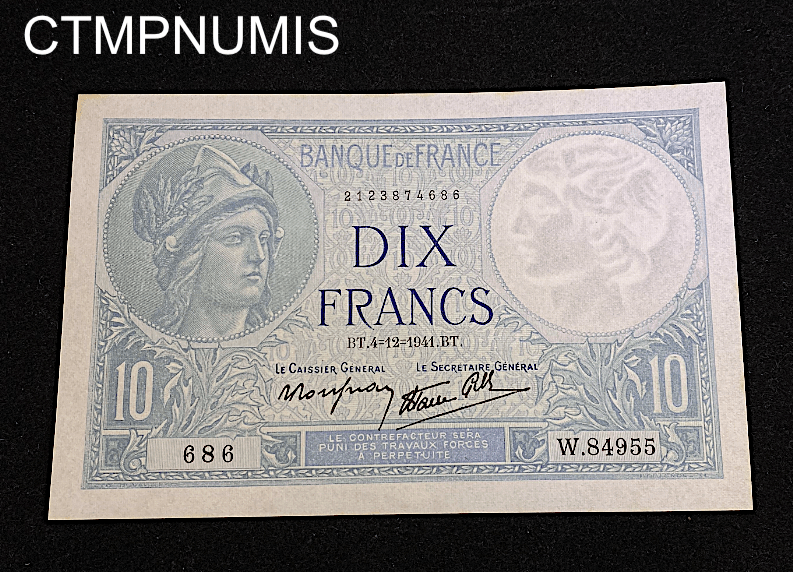 CTMPNUMIS
BANQUE DE FRANCE
2123874686
DIX
FRANCS
BT.4=12=1941.BT.
LE CAISSIER GÉNÉRAL LE SECRÉTAIRE GÉNÉRAL
10 10
686 W.84955
LE CONTREFACTEUR SERA
PUNI DES TRAVAUX FORCÉS
À PERPÉTUITÉ